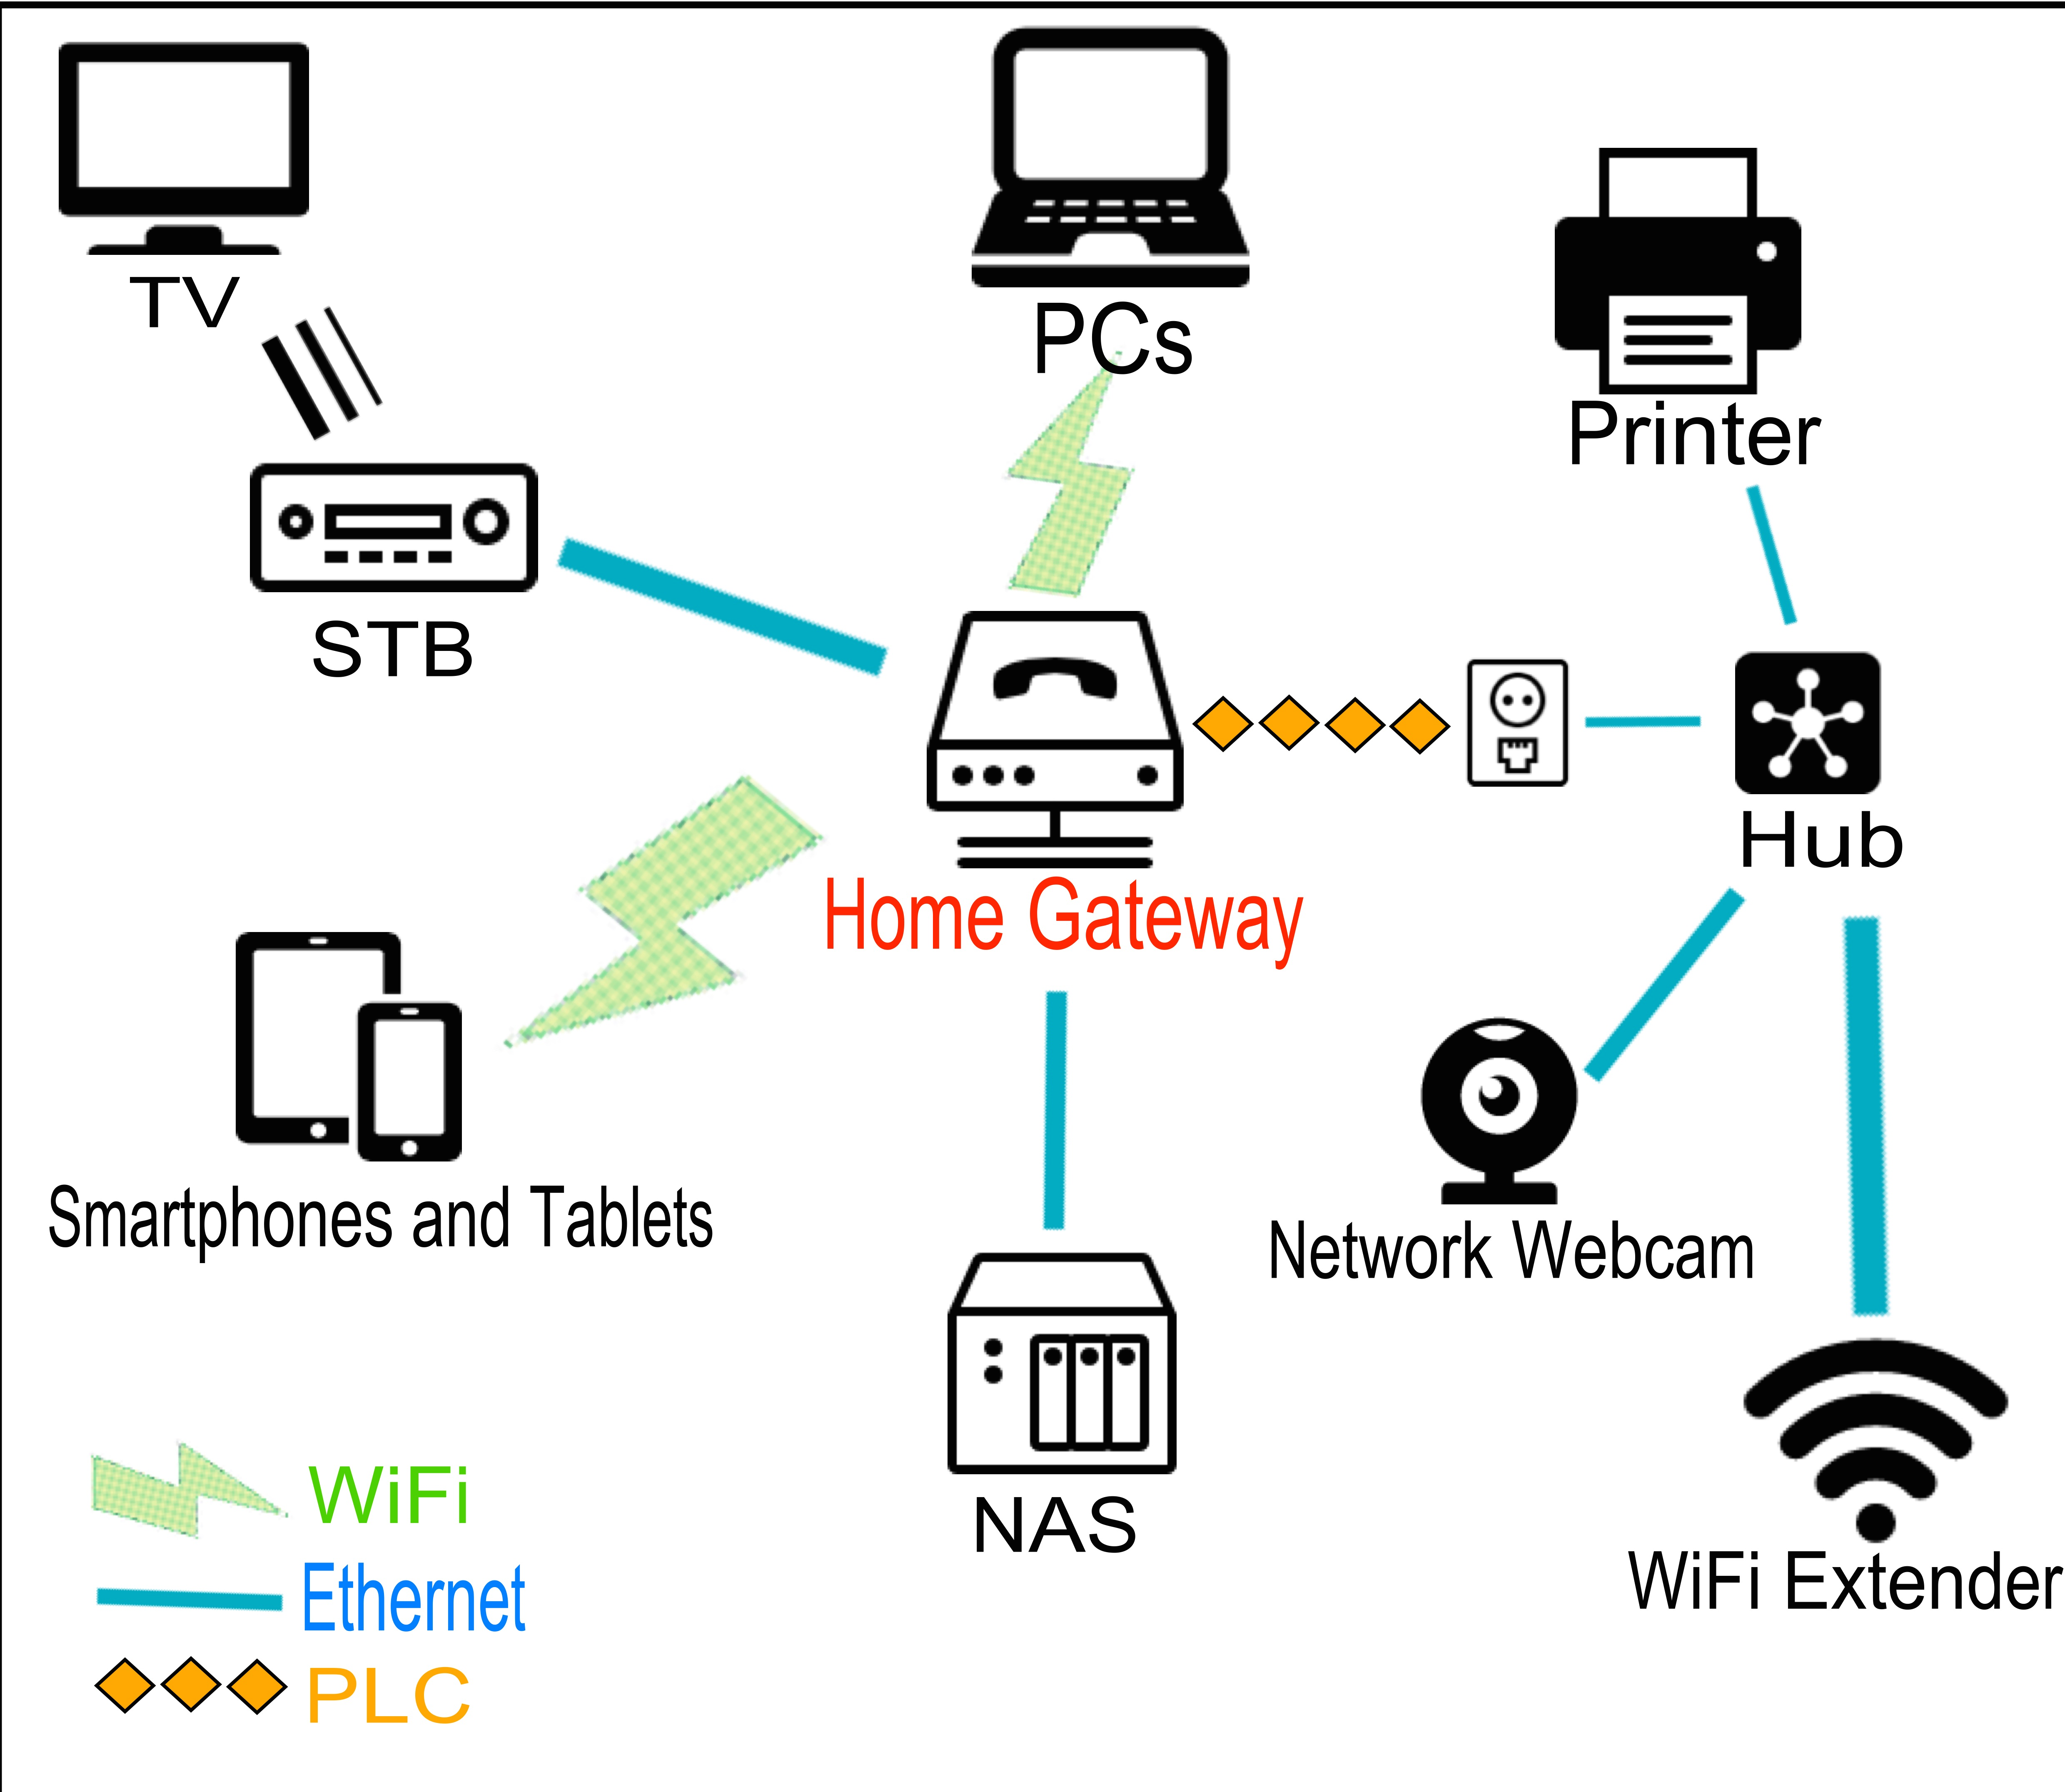 TV
PCs
Printer
STB
Hub
Home Gateway
Smartphones and Tablets
Network Webcam
NAS
WiFi Extender
WiFi
Ethernet
PLC